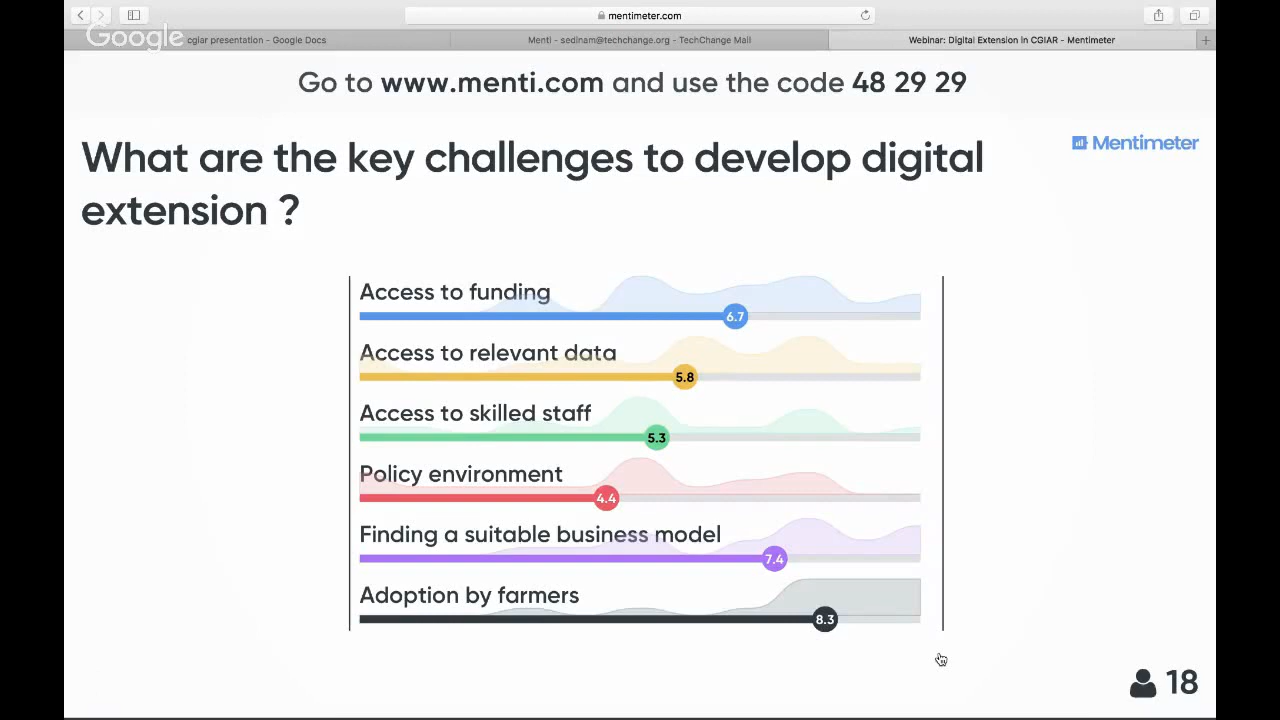 mentimeter.com
Google
cgiar presentation - Google Docs
Menti - sedinam@techchange.org - TechChange Mail
Webinar: Digital Extension in CGIAR - Mentimeter
Go to www.menti.com and use the code 48 29 29
Mentimeter
What are the key challenges to develop digital
extension ?
Access to funding
6.7
Access to relevant data
5.8
Access to skilled staff
5.3
Policy environment
4.4
Finding a suitable business model
7.4
Adoption by farmers
8.3
18